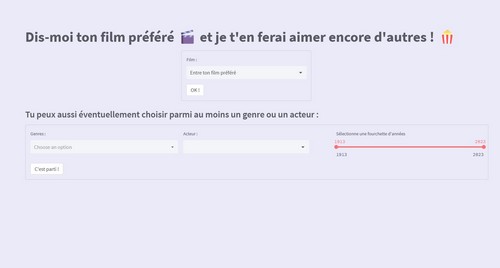 Dis-moi ton film préféré 🎬 et je t'en ferai aimer encore d'autres ! 🍿
Film :
Entre ton film préféré
OK !
Tu peux aussi éventuellement choisir parmi au moins un genre ou un acteur :
Genres :
Acteur :
Sélectionne une fourchette d'années
1913
2023
Choose an option
1913
2023
C'est parti !